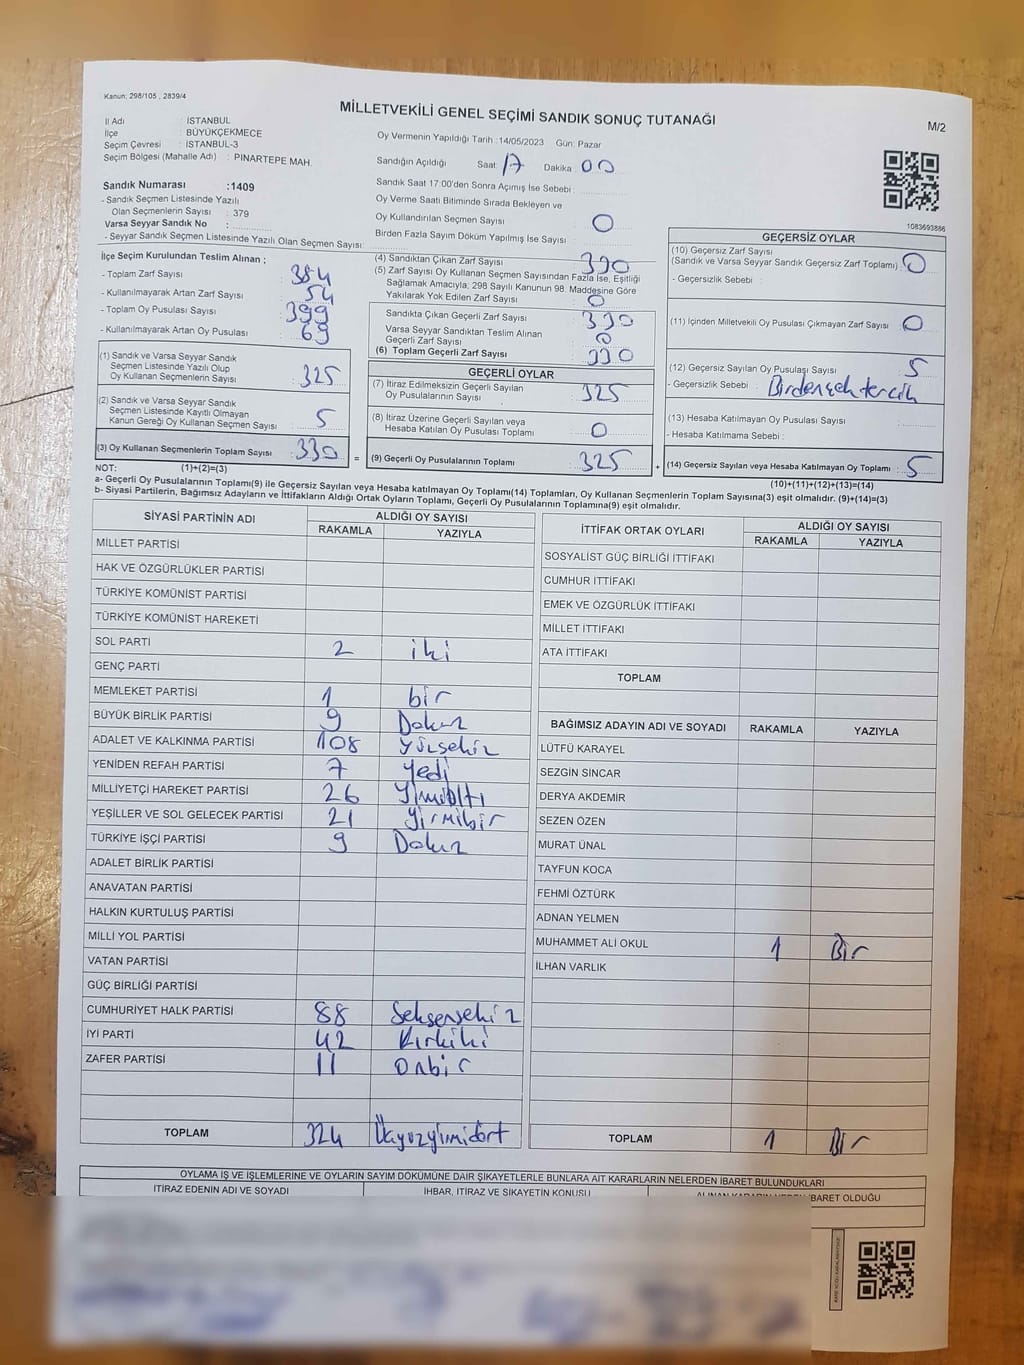 Kanun; 298/105 , 2839/4
MİLLETVEKİLİ GENEL SEÇİMİ SANDIK SONUÇ TUTANAĞI
M/2
İl Adı : İSTANBUL
İlçe : BÜYÜKÇEKMECE
Seçim Çevresi : İSTANBUL-3
Seçim Bölgesi (Mahalle Adı) : PINARTEPE MAH.
Sandık Numarası :1409
- Sandık Seçmen Listesinde Yazılı
Olan Seçmenlerin Sayısı : 379
Varsa Seyyar Sandık No :
- Seyyar Sandık Seçmen Listesinde Yazılı Olan Seçmen Sayısı:
Oy Vermenin Yapıldığı Tarih :14/05/2023 Gün: Pazar
Sandığın Açıldığı Saat 17 Dakika 00
Sandık Saat 17:00'den Sonra Açımış İse Sebebi :
Oy Verme Saati Bitiminde Sırada Bekleyen ve
Oy Kullandırılan Seçmen Sayısı 0
Birden Fazla Sayım Döküm Yapılmış İse Sayısı :
1083693886
İlçe Seçim Kurulundan Teslim Alınan ;
- Toplam Zarf Sayısı : 384
- Kullanılmayarak Artan Zarf Sayısı : 54
- Toplam Oy Pusulası Sayısı : 399
- Kullanılmayarak Artan Oy Pusulası : 69
(1) Sandık ve Varsa Seyyar Sandık
Seçmen Listesinde Yazılı Olup
Oy Kullanan Seçmenlerin Sayısı : 325
(2) Sandık ve Varsa Seyyar Sandık
Seçmen Listesinde Kayıtlı Olmayan
Kanun Gereği Oy Kullanan Seçmen Sayısı : 5
(3) Oy Kullanan Seçmenlerin Toplam Sayısı : 330
(4) Sandıktan Çıkan Zarf Sayısı : 330
(5) Zarf Sayısı Oy Kullanan Seçmen Sayısından Fazla İse, Eşitliği
Sağlamak Amacıyla, 298 Sayılı Kanunun 98. Maddesine Göre
Yakılarak Yok Edilen Zarf Sayısı : 0
Sandıkta Çıkan Geçerli Zarf Sayısı : 330
Varsa Seyyar Sandıktan Teslim Alınan
Geçerli Zarf Sayısı : 0
(6) Toplam Geçerli Zarf Sayısı : 330
GEÇERLİ OYLAR
(7) İtiraz Edilmeksizin Geçerli Sayılan
Oy Pusulalarının Sayısı : 325
(8) İtiraz Üzerine Geçerli Sayılan veya
Hesaba Katılan Oy Pusulası Toplamı : 0
= (9) Geçerli Oy Pusulalarının Toplamı : 325 +
GEÇERSİZ OYLAR
(10) Geçersiz Zarf Sayısı
(Sandık ve Varsa Seyyar Sandık Geçersiz Zarf Toplamı) : 0
- Geçersizlik Sebebi :
(11) İçinden Milletvekili Oy Pusulası Çıkmayan Zarf Sayısı : 0
(12) Geçersiz Sayılan Oy Pusulası Sayısı : 5
- Geçersizlik Sebebi : Birdençok tercih
(13) Hesaba Katılmayan Oy Pusulası Sayısı :
- Hesaba Katılmama Sebebi :
(14) Geçersiz Sayılan veya Hesaba Katılmayan Oy Toplamı : 5
NOT: (1)+(2)=(3) (10)+(11)+(12)+(13)=(14)
a- Geçerli Oy Pusulalarının Toplamı(9) ile Geçersiz Sayılan veya Hesaba katılmayan Oy Toplamı(14) Toplamları, Oy Kullanan Seçmenlerin Toplam Sayısına(3) eşit olmalıdır. (9)+(14)=(3)
b- Siyasi Partilerin, Bağımsız Adayların ve İttifakların Aldığı Ortak Oyların Toplamı, Geçerli Oy Pusulalarının Toplamına(9) eşit olmalıdır.
SİYASİ PARTİNİN ADI ALDIĞI OY SAYISI
RAKAMLA YAZIYLA
MİLLET PARTİSİ
HAK VE ÖZGÜRLÜKLER PARTİSİ
TÜRKİYE KOMÜNİST PARTİSİ
TÜRKİYE KOMÜNİST HAREKETİ
SOL PARTİ 2 iki
GENÇ PARTİ
MEMLEKET PARTİSİ 1 bir
BÜYÜK BİRLİK PARTİSİ 9 Dokuz
ADALET VE KALKINMA PARTİSİ 108 yüzsekiz
YENİDEN REFAH PARTİSİ 7 yedi
MİLLİYETÇİ HAREKET PARTİSİ 26 Yimialtı
YEŞİLLER VE SOL GELECEK PARTİSİ 21 Yirmibir
TÜRKİYE İŞÇİ PARTİSİ 9 Dokuz
ADALET BİRLİK PARTİSİ
ANAVATAN PARTİSİ
HALKIN KURTULUŞ PARTİSİ
MİLLİ YOL PARTİSİ
VATAN PARTİSİ
GÜÇ BİRLİĞİ PARTİSİ
CUMHURİYET HALK PARTİSİ 88 Seksensekiz
İYİ PARTİ 42 Kırkiki
ZAFER PARTİSİ 11 Onbir
TOPLAM 324 Üçyüzyirmidört
İTTİFAK ORTAK OYLARI ALDIĞI OY SAYISI
RAKAMLA YAZIYLA
SOSYALİST GÜÇ BİRLİĞİ İTTİFAKI
CUMHUR İTTİFAKI
EMEK VE ÖZGÜRLÜK İTTİFAKI
MİLLET İTTİFAKI
ATA İTTİFAKI
TOPLAM
BAĞIMSIZ ADAYIN ADI VE SOYADI RAKAMLA YAZIYLA
LÜTFÜ KARAYEL
SEZGİN SİNCAR
DERYA AKDEMİR
SEZEN ÖZEN
MURAT ÜNAL
TAYFUN KOCA
FEHMİ ÖZTÜRK
ADNAN YELMEN
MUHAMMET ALİ OKUL 1 Bir
İLHAN VARLIK
TOPLAM 1 Bir
OYLAMA İŞ VE İŞLEMLERİNE VE OYLARIN SAYIM DÖKÜMÜNE DAİR ŞİKAYETLERLE BUNLARA AİT KARARLARIN NELERDEN İBARET BULUNDUKLARI
İTİRAZ EDENİN ADI VE SOYADI İHBAR, İTİRAZ VE ŞİKAYETİN KONUSU ALINAN KARARIN NEDEN İBARET OLDUĞU